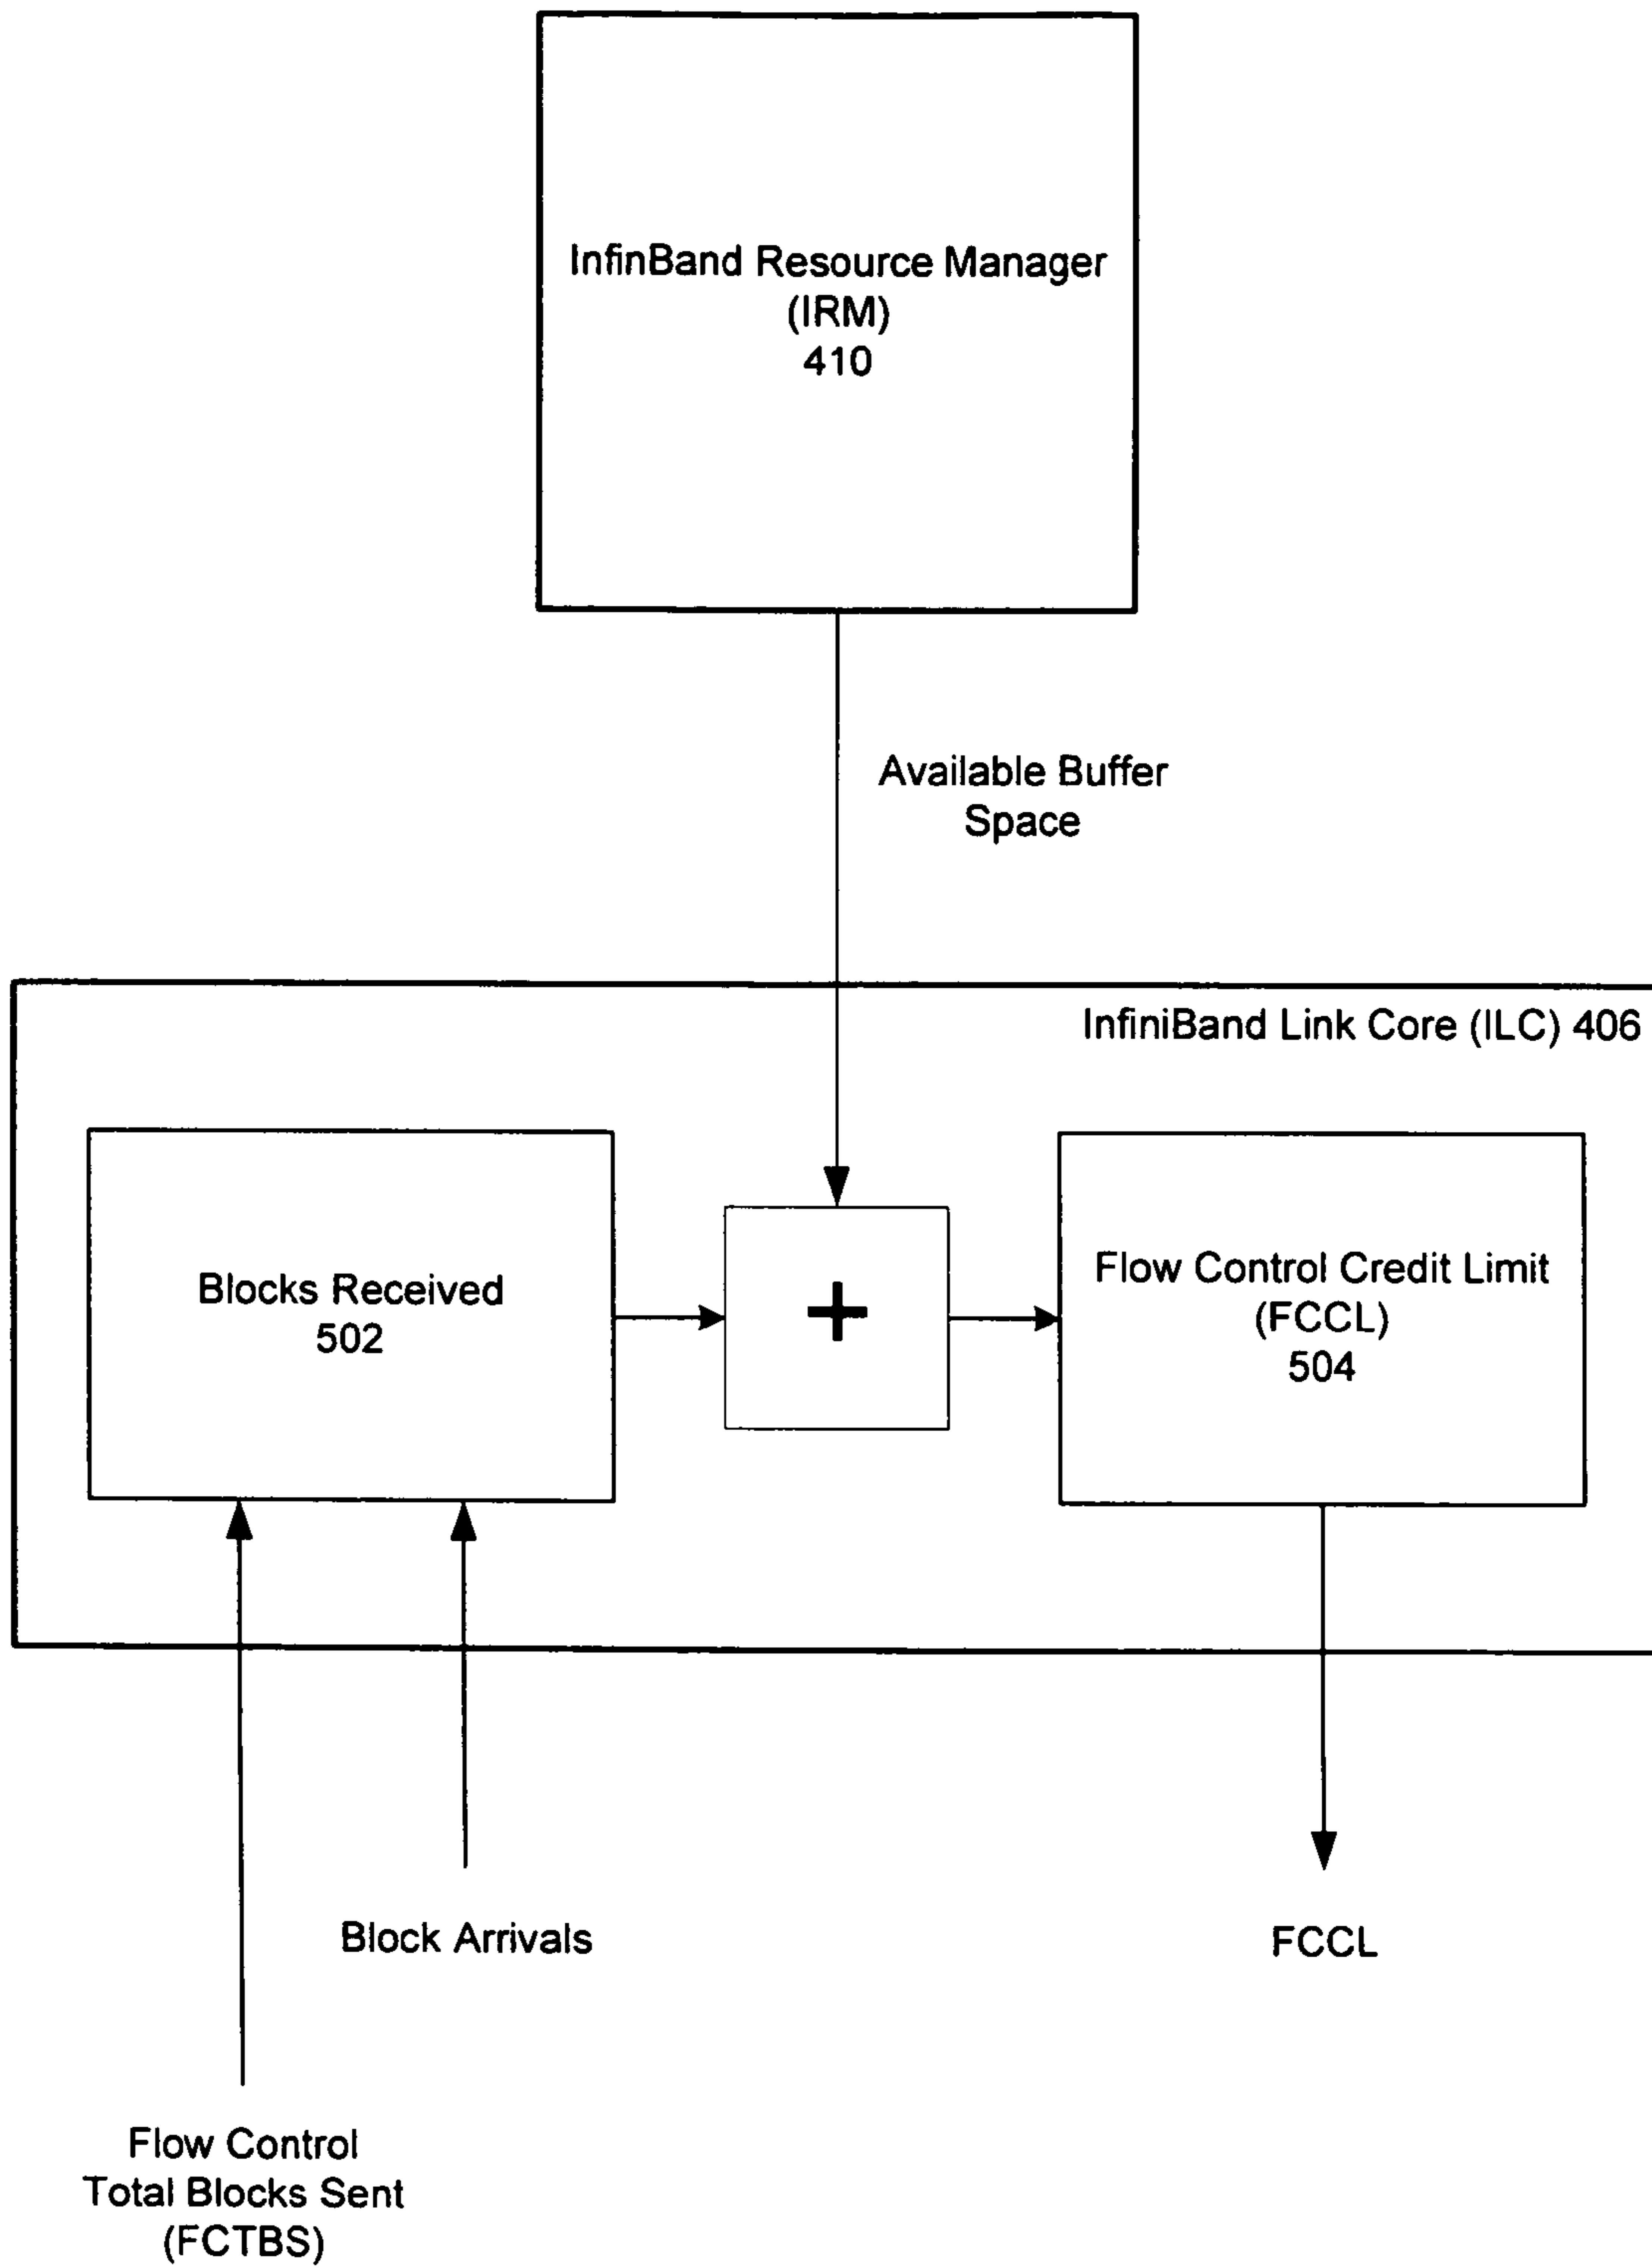 InfinBand Resource Manager
(IRM)
410
Available Buffer
Space
InfiniBand Link Core (ILC) 406
Blocks Received
502
+
Flow Control Credit Limit
(FCCL)
504
Block Arrivals
FCCL
Flow Control
Total Blocks Sent
(FCTBS)